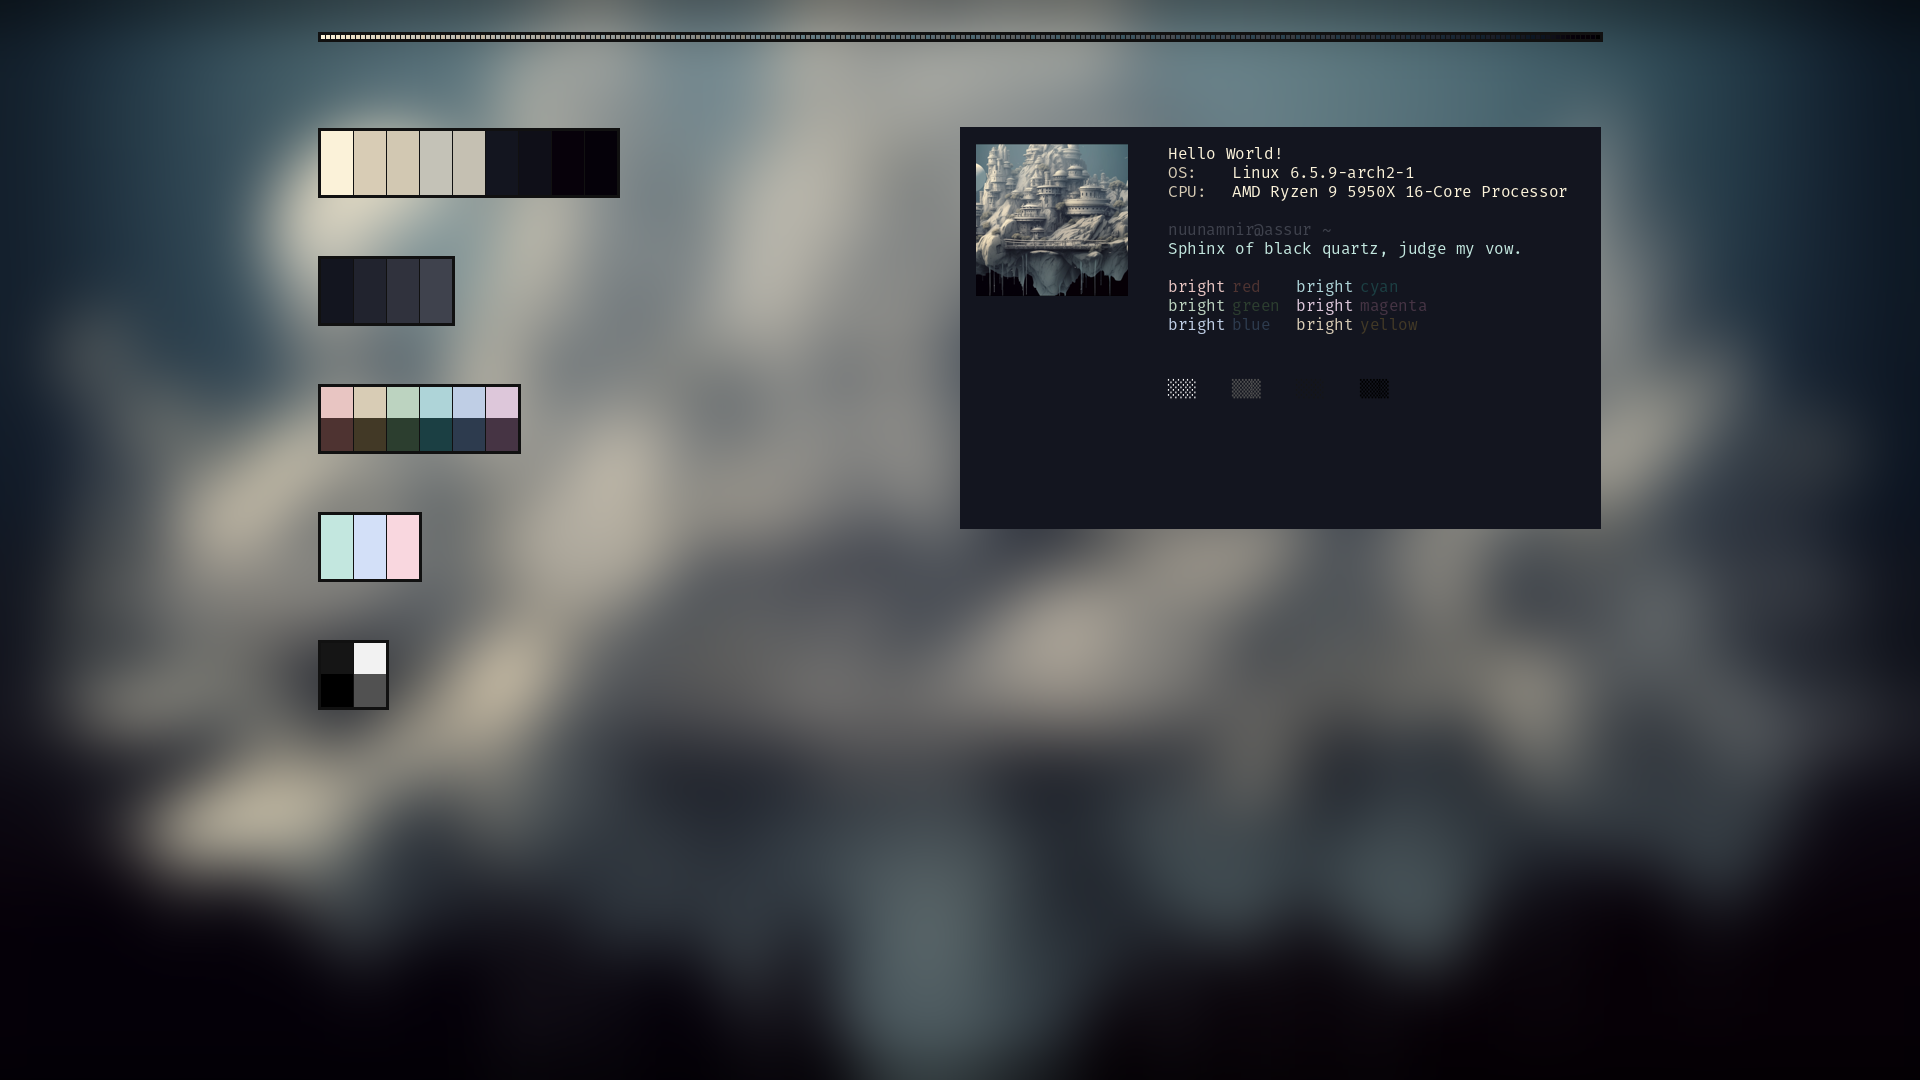 Hello World!
OS: Linux 6.5.9-arch2-1
CPU: AMD Ryzen 9 5950X 16-Core Processor
nuunamnir@assur ~
Sphinx of black quartz, judge my vow.
bright red bright cyan
bright green bright magenta
bright blue bright yellow